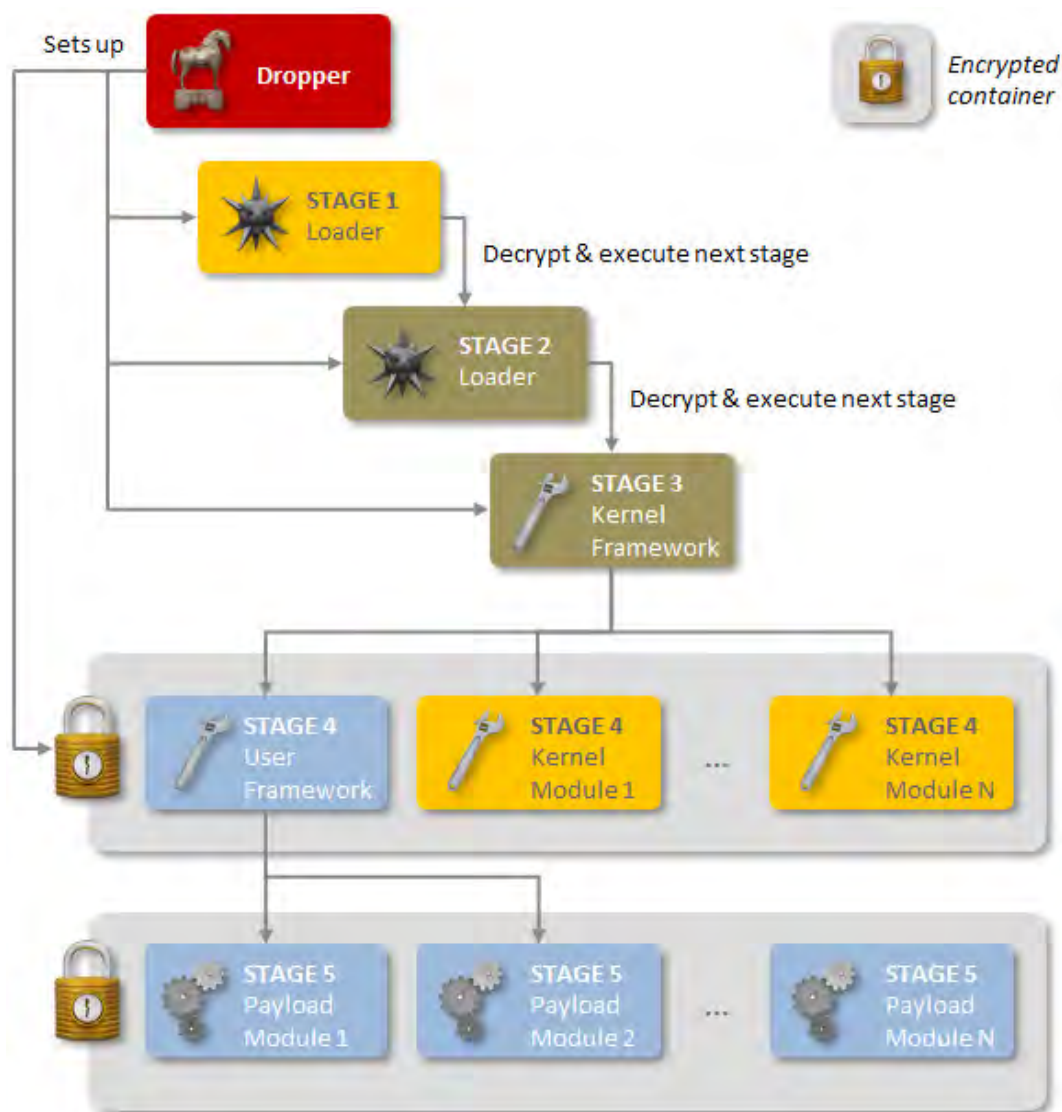 Sets up
Dropper
Encrypted
container
STAGE 1
Loader
Decrypt & execute next stage
STAGE 2
Loader
Decrypt & execute next stage
STAGE 3
Kernel
Framework
STAGE 4
User
Framework
STAGE 4
Kernel
Module 1
...
STAGE 4
Kernel
Module N
STAGE 5
Payload
Module 1
STAGE 5
Payload
Module 2
...
STAGE 5
Payload
Module N